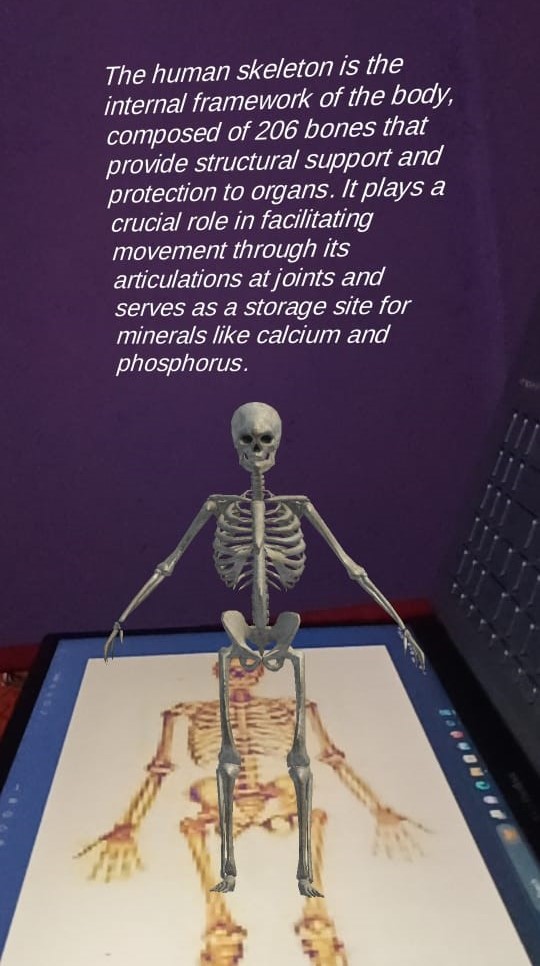 The human skeleton is the
internal framework of the body,
composed of 206 bones that
provide structural support and
protection to organs. It plays a
crucial role in facilitating
movement through its
articulations at joints and
serves as a storage site for
minerals like calcium and
phosphorus.